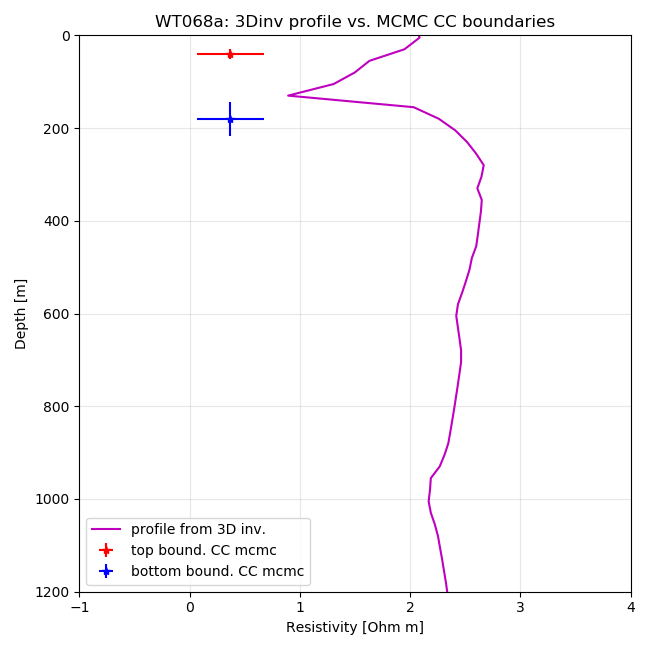 WT068a: 3Dinv profile vs. MCMC CC boundaries
0
200
400
600
800
1000
1200
Depth [m]
profile from 3D inv.
top bound. CC mcmc
bottom bound. CC mcmc
−1
0
1
2
3
4
Resistivity [Ohm m]